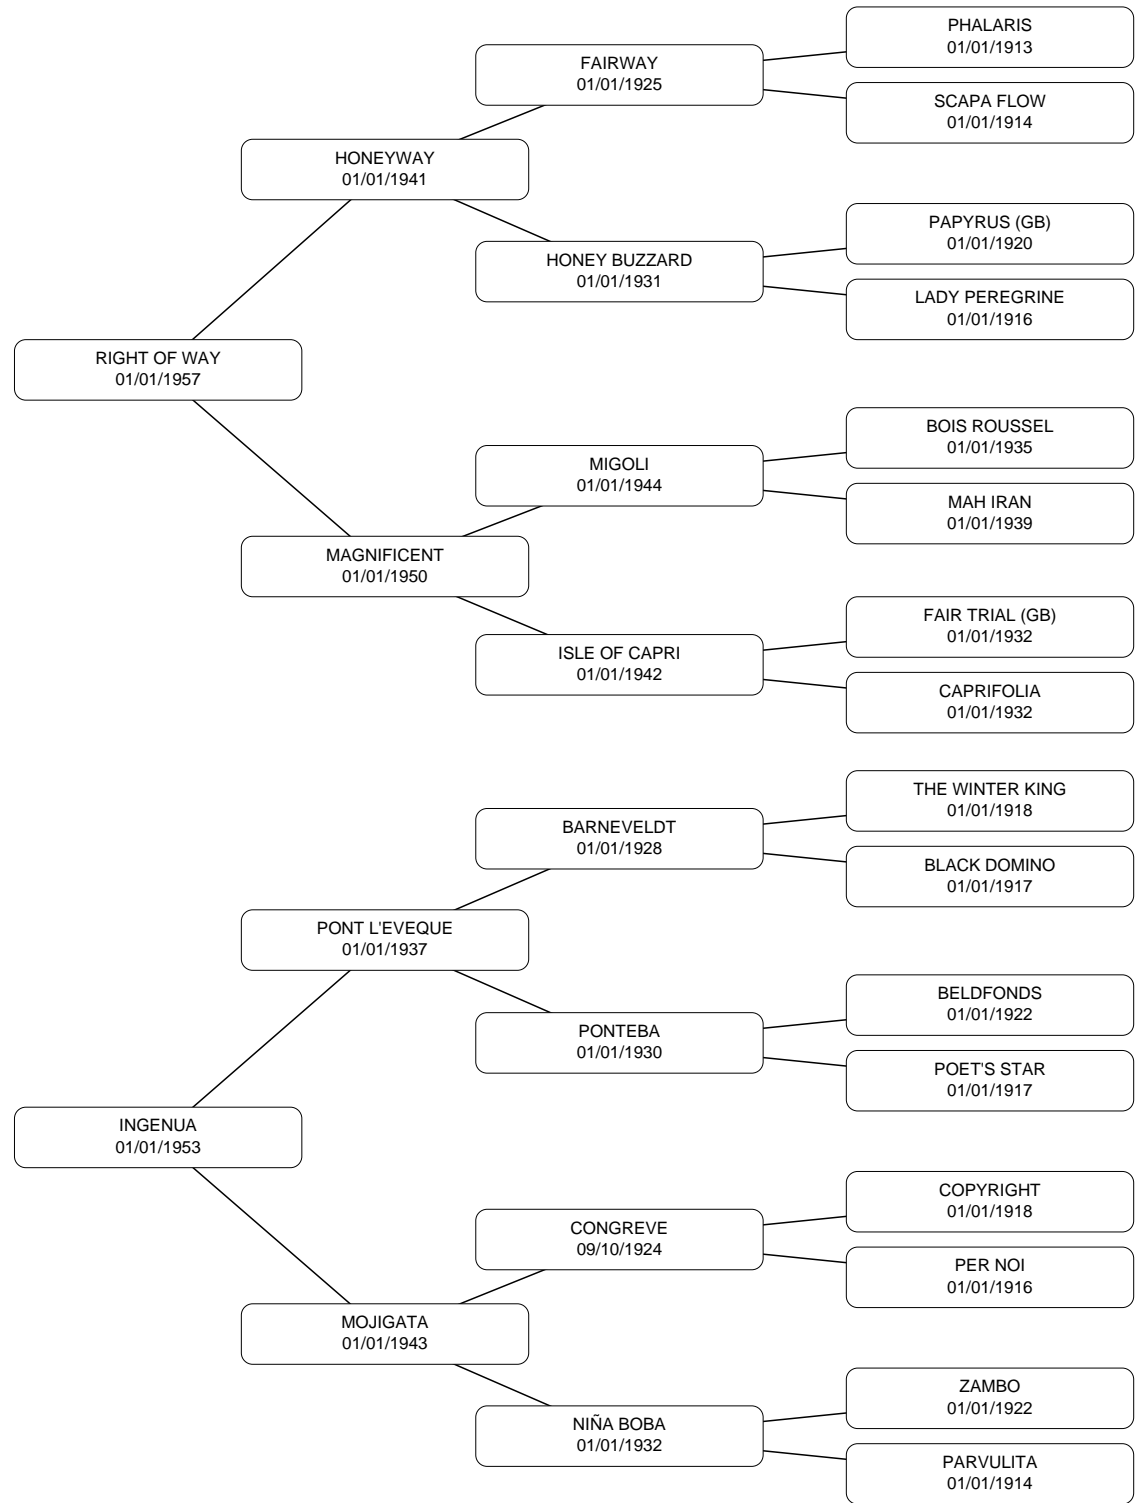 PHALARIS
01/01/1913
FAIRWAY
01/01/1925
SCAPA FLOW
01/01/1914
HONEYWAY
01/01/1941
PAPYRUS (GB)
01/01/1920
HONEY BUZZARD
01/01/1931
LADY PEREGRINE
01/01/1916
RIGHT OF WAY
01/01/1957
BOIS ROUSSEL
01/01/1935
MIGOLI
01/01/1944
MAH IRAN
01/01/1939
MAGNIFICENT
01/01/1950
FAIR TRIAL (GB)
01/01/1932
ISLE OF CAPRI
01/01/1942
CAPRIFOLIA
01/01/1932
THE WINTER KING
01/01/1918
BARNEVELDT
01/01/1928
BLACK DOMINO
01/01/1917
PONT L'EVEQUE
01/01/1937
BELDFONDS
01/01/1922
PONTEBA
01/01/1930
POET'S STAR
01/01/1917
INGENUA
01/01/1953
COPYRIGHT
01/01/1918
CONGREVE
09/10/1924
PER NOI
01/01/1916
MOJIGATA
01/01/1943
ZAMBO
01/01/1922
NIÑA BOBA
01/01/1932
PARVULITA
01/01/1914